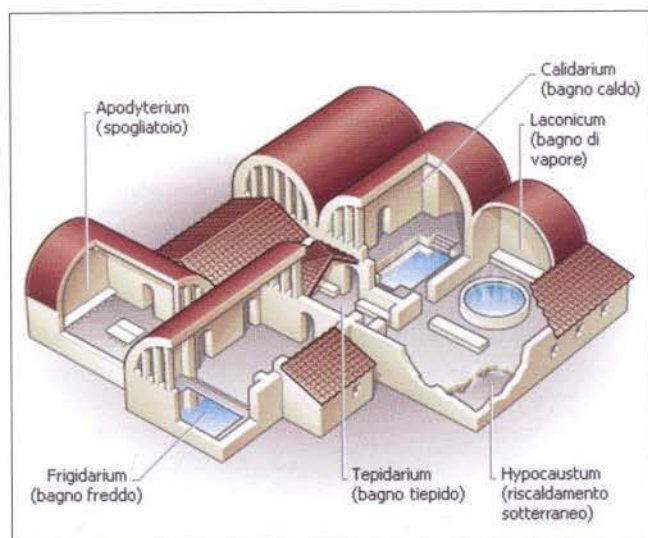 Apodyterium
(spogliatoio)
Calidarium
(bagno caldo)
Laconicum
(bagno di
vapore)
Frigidarium
(bagno freddo)
Tepidarium
(bagno tiepido)
Hypocaustum
(riscaldamento
sotterraneo)